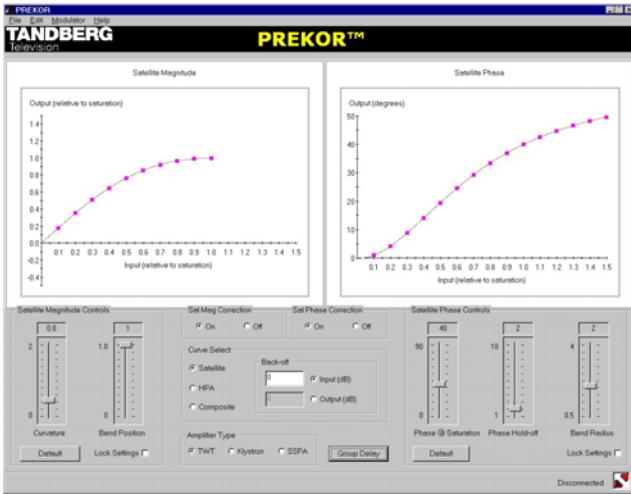 PREKOR
File Edit Modulator Help
TANDBERG
Television
PREKOR™
Satellite Magnitude
Output (relative to saturation)
1.4
1.2
1.0
0.8
0.6
0.4
0.2
0.0
-0.2
-0.4
0.1 0.2 0.3 0.4 0.5 0.6 0.7 0.8 0.9 1.0 1.1 1.2 1.3 1.4 1.5
Input (relative to saturation)
Satellite Phase
Output (degrees)
50
40
30
20
10
0
0.1 0.2 0.3 0.4 0.5 0.6 0.7 0.8 0.9 1.0 1.1 1.2 1.3 1.4 1.5
Input (relative to saturation)
Satellite Magnitude Controls
0.6
1
2
1.0
0
0
Curvature
Bend Position
Default
Lock Settings
Sat Mag Correction
On Off
Sat Phase Correction
On Off
Curve Select
Satellite
HPA
Composite
Back-off
0 Input (dB)
0 Output (dB)
Amplifier Type
TWT Klystron SSPA
Group Delay
Satellite Phase Controls
40
2
2
90
10
4
0
1
0.5
Phase @ Saturation
Phase Hold-off
Bend Radius
Default
Lock Settings
Disconnected